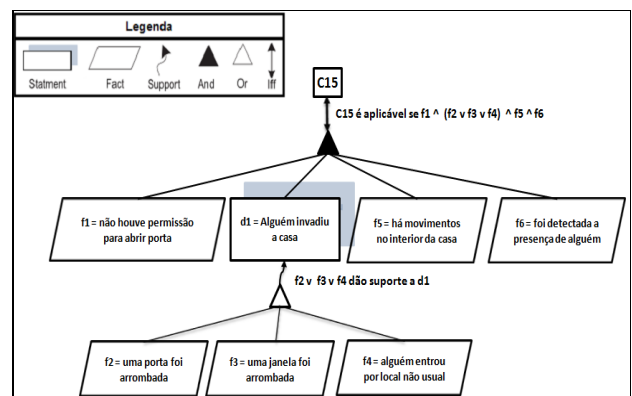 Legenda
Statment
Fact
Support
And
Or
Iff
C15
C15 é aplicável se f1 ^ (f2 v f3 v f4) ^ f5 ^ f6
f1 = não houve permissão
para abrir porta
d1 = Alguém invadiu
a casa
f5 = há movimentos
no interior da casa
f6 = foi detectada a
presença de alguém
f2 v f3 v f4 dão suporte a d1
f2 = uma porta foi
arrombada
f3 = uma janela foi
arrombada
f4 = alguém entrou
por local não usual